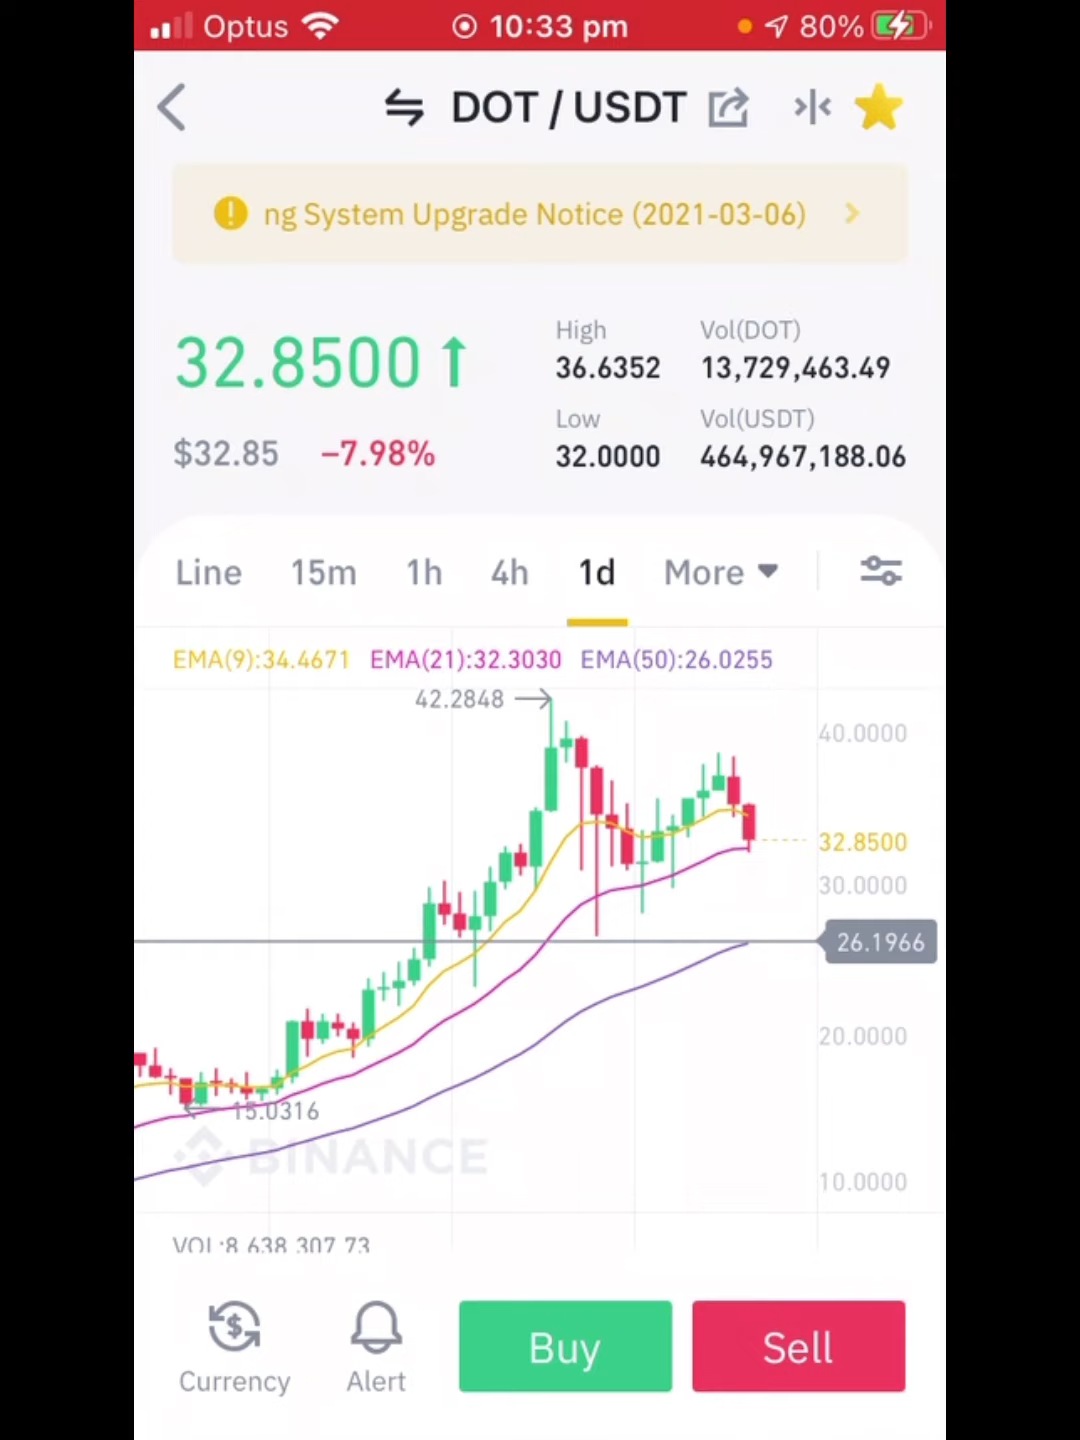 Optus 10:33 pm 80%
DOT / USDT
ng System Upgrade Notice (2021-03-06)
32.8500
$32.85 -7.98%
High
36.6352
Low
32.0000
Vol(DOT)
13,729,463.49
Vol(USDT)
464,967,188.06
Line 15m 1h 4h 1d More
EMA(9):34.4671 EMA(21):32.3030 EMA(50):26.0255
42.2848
40.0000
32.8500
30.0000
26.1966
20.0000
15.0316
BINANCE
10.0000
VOL:8,638,307.73
Currency
Alert
Buy
Sell